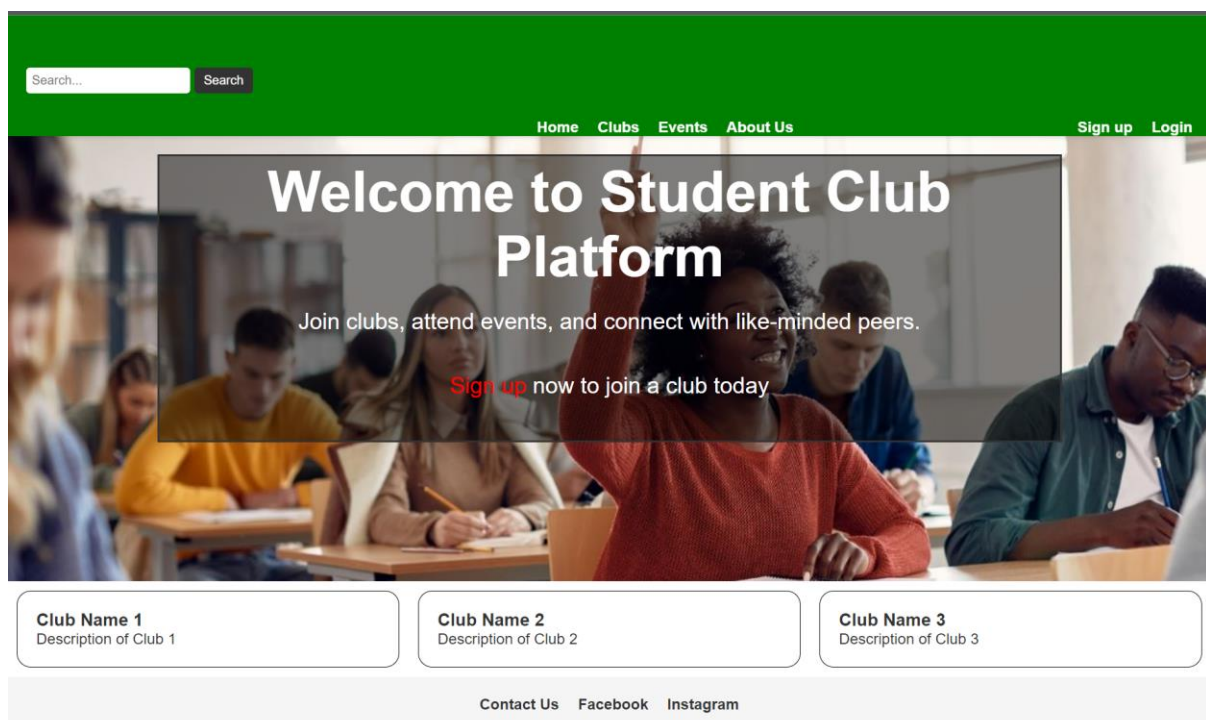 Search... Search
Home Clubs Events About Us Sign up Login
Welcome to Student Club
Platform
Join clubs, attend events, and connect with like-minded peers.
Sign up now to join a club today
Club Name 1
Description of Club 1
Club Name 2
Description of Club 2
Club Name 3
Description of Club 3
Contact Us Facebook Instagram